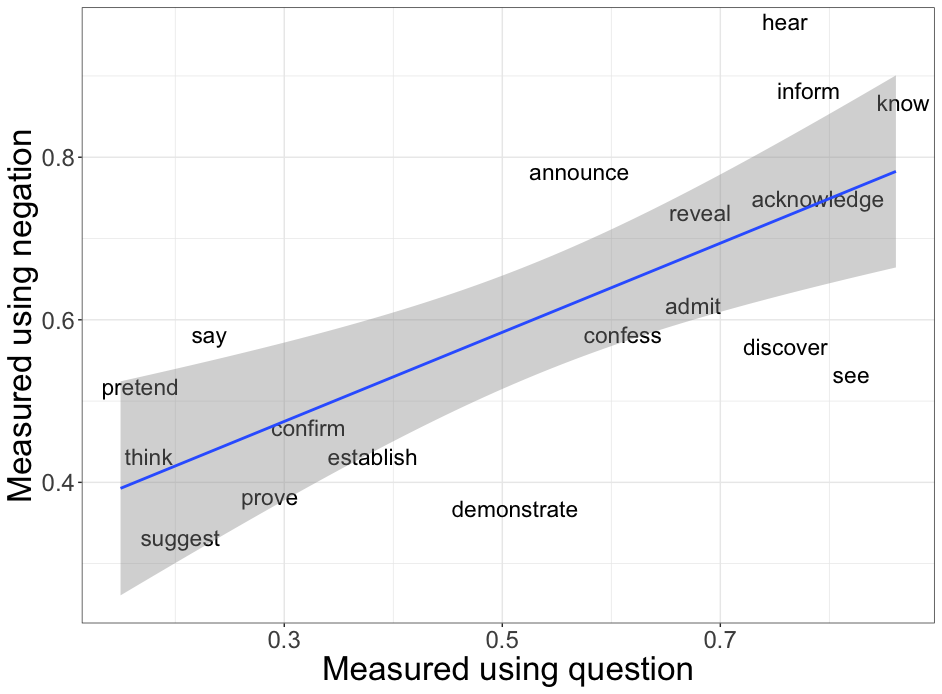 hear
inform
know
0.8
announce
acknowledge
reveal
admit
0.6
say
confess
discover
see
pretend
confirm
think
establish
0.4
prove
demonstrate
suggest
0.3
0.5
0.7
Measured using question
Measured using negation